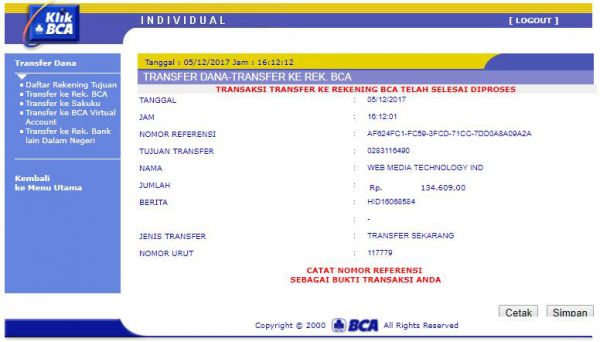 Klik BCA
INDIVIDUAL
[ LOGOUT ]
Transfer Dana
Daftar Rekening Tujuan
Transfer ke Rek. BCA
Transfer ke Sakuku
Transfer ke BCA Virtual
Account
Transfer ke Rek. Bank
lain Dalam Negeri
Kembali
ke Menu Utama
Tanggal : 05/12/2017 Jam : 16:12:12
TRANSFER DANA-TRANSFER KE REK. BCA
TRANSAKSI TRANSFER KE REKENING BCA TELAH SELESAI DIPROSES
TANGGAL : 05/12/2017
JAM : 16:12:01
NOMOR REFERENSI : AF624FC1-FC59-3FCD-71CC-7DD0A8A09A2A
TUJUAN TRANSFER : 0283116490
NAMA : WEB MEDIA TECHNOLOGY IND
JUMLAH : Rp. 134.609.00
BERITA : HID16068584
: -
JENIS TRANSFER : TRANSFER SEKARANG
NOMOR URUT : 117779
CATAT NOMOR REFERENSI
SEBAGAI BUKTI TRANSAKSI ANDA
Cetak Simpan
Copyright © 2000 BCA All Rights Reserved